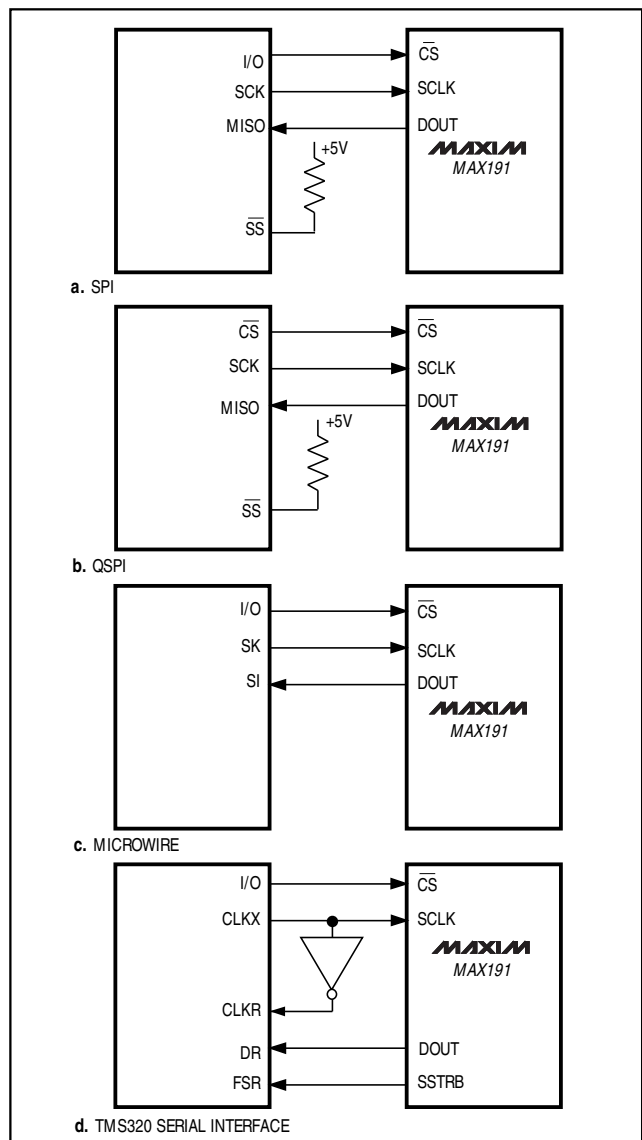 I/O CS
SCK SCLK
MISO DOUT
+5V MAXIM
MAX191
SS
a. SPI
CS CS
SCK SCLK
MISO DOUT
+5V MAXIM
MAX191
SS
b. QSPI
I/O CS
SK SCLK
SI DOUT
MAXIM
MAX191
c. MICROWIRE
I/O CS
CLKX SCLK
MAXIM
MAX191
CLKR
DR DOUT
FSR SSTRB
d. TMS320 SERIAL INTERFACE